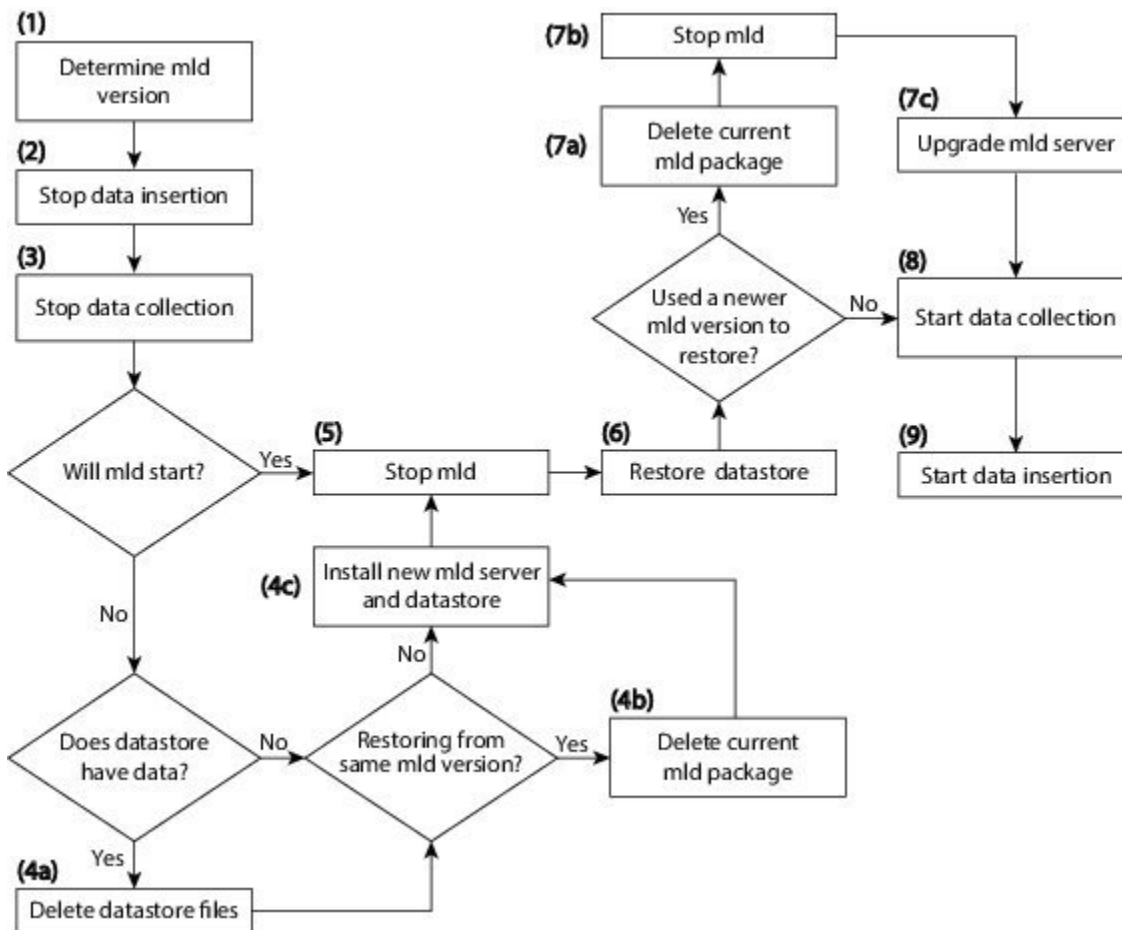 (1)
Determine mld
version
(2)
Stop data insertion
(3)
Stop data collection
Will mld start?
Yes
No
Does datastore
have data?
No
Yes
(4a)
Delete datastore files
Restoring from
same mld version?
No
Yes
(4b)
Delete current
mld package
(4c)
Install new mld server
and datastore
(5)
Stop mld
(6)
Restore datastore
Used a newer
mld version to
restore?
Yes
No
(7a)
Delete current
mld package
(7b)
Stop mld
(7c)
Upgrade mld server
(8)
Start data collection
(9)
Start data insertion